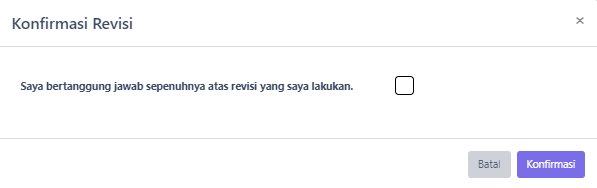 Konfirmasi Revisi
×
Saya bertanggung jawab sepenuhnya atas revisi yang saya lakukan.
Batal
Konfirmasi